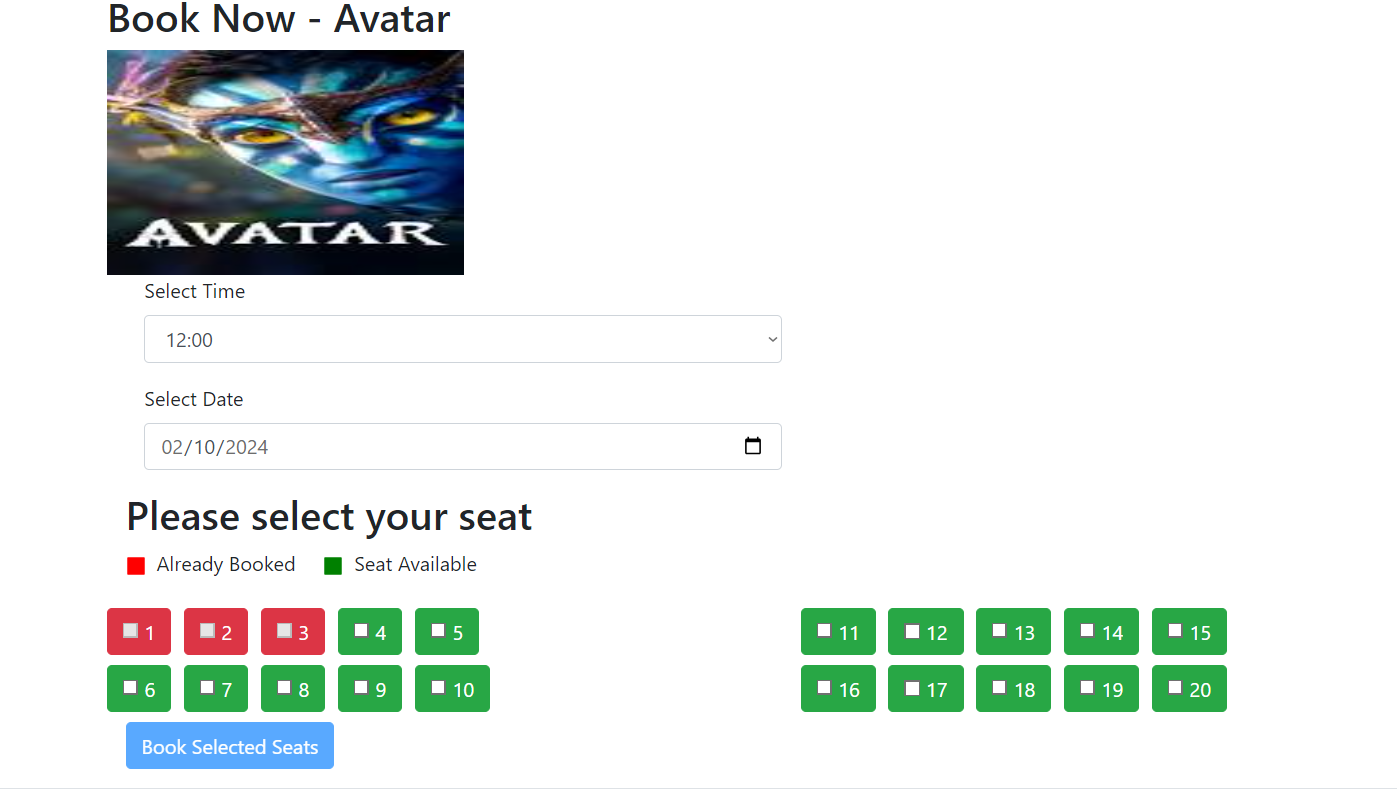 Book Now - Avatar
AVATAR
Select Time
12:00
Select Date
02/10/2024
Please select your seat
Already Booked Seat Available
1 2 3 4 5 11 12 13 14 15
6 7 8 9 10 16 17 18 19 20
Book Selected Seats